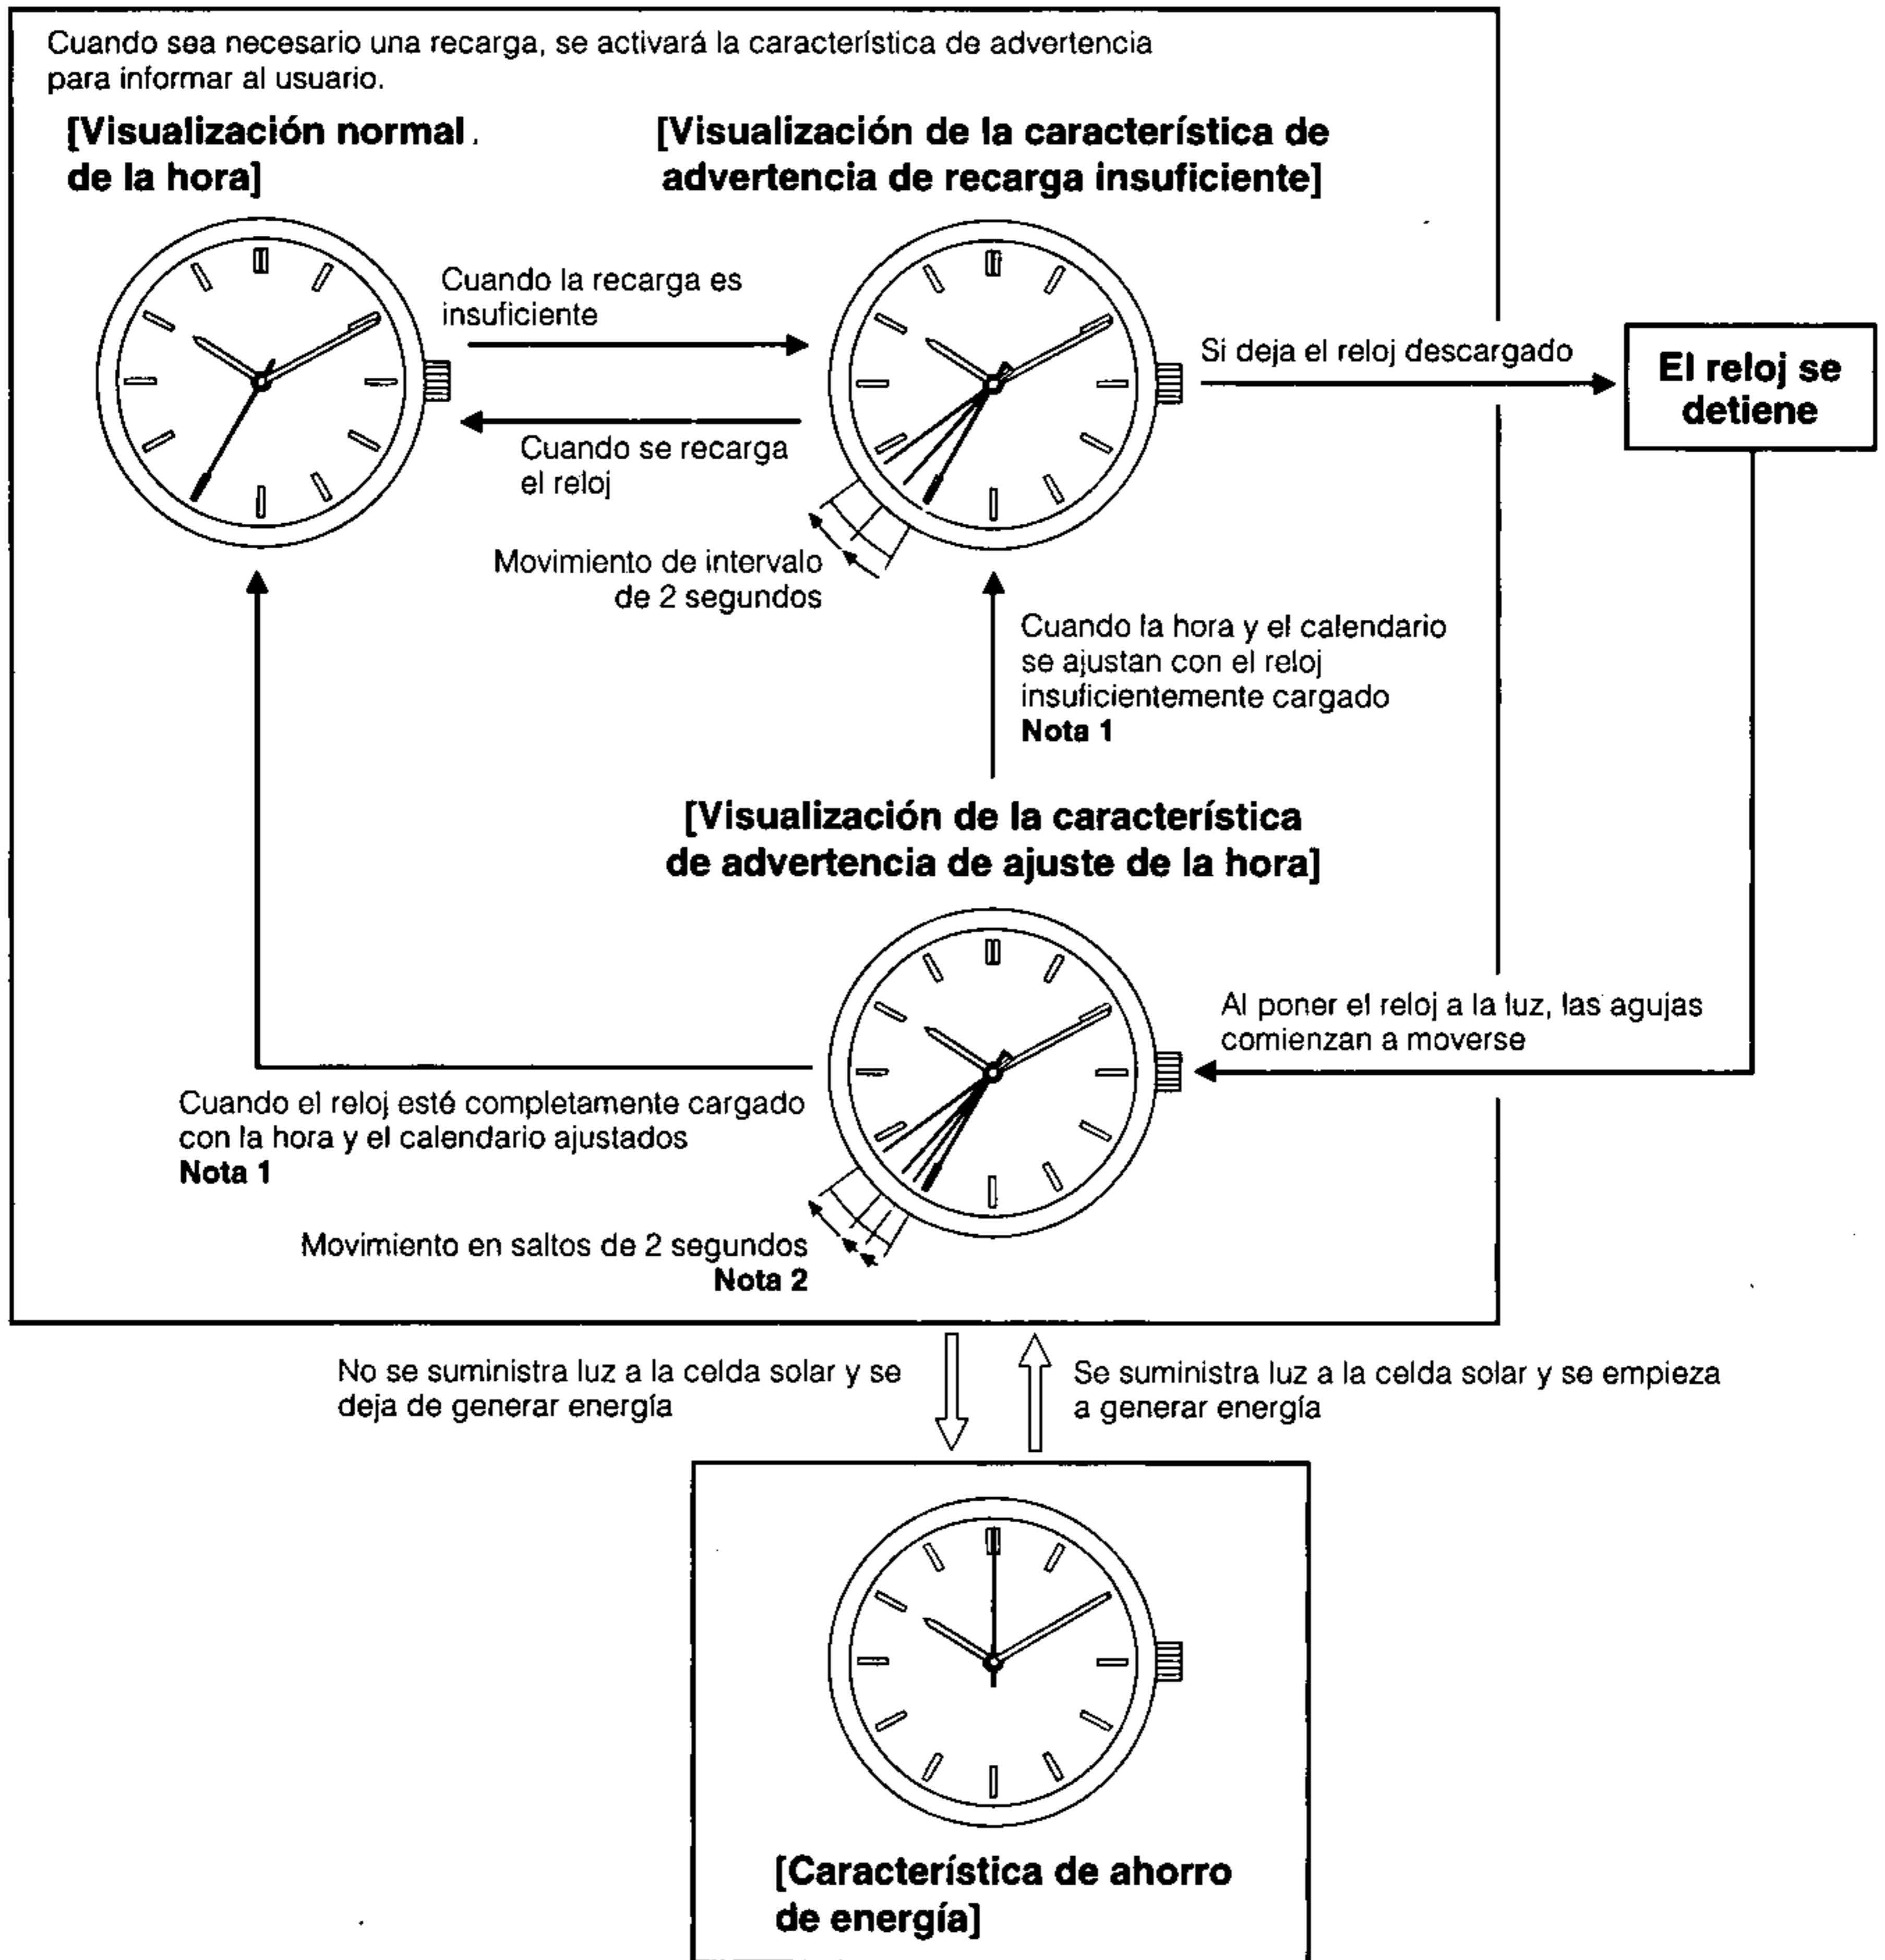 Cuando sea necesario una recarga, se activará la característica de advertencia
para informar al usuario.
[Visualización normal
de la hora]
[Visualización de la característica de
advertencia de recarga insuficiente]
Cuando la recarga es
insuficiente
Si deja el reloj descargado
El reloj se
detiene
Cuando se recarga
el reloj
Movimiento de intervalo
de 2 segundos
Cuando la hora y el calendario
se ajustan con el reloj
insuficientemente cargado
Nota 1
[Visualización de la característica
de advertencia de ajuste de la hora]
Al poner el reloj a la luz, las agujas
comienzan a moverse
Cuando el reloj esté completamente cargado
con la hora y el calendario ajustados
Nota 1
Movimiento en saltos de 2 segundos
Nota 2
No se suministra luz a la celda solar y se
deja de generar energía
Se suministra luz a la celda solar y se empieza
a generar energía
[Característica de ahorro
de energía]